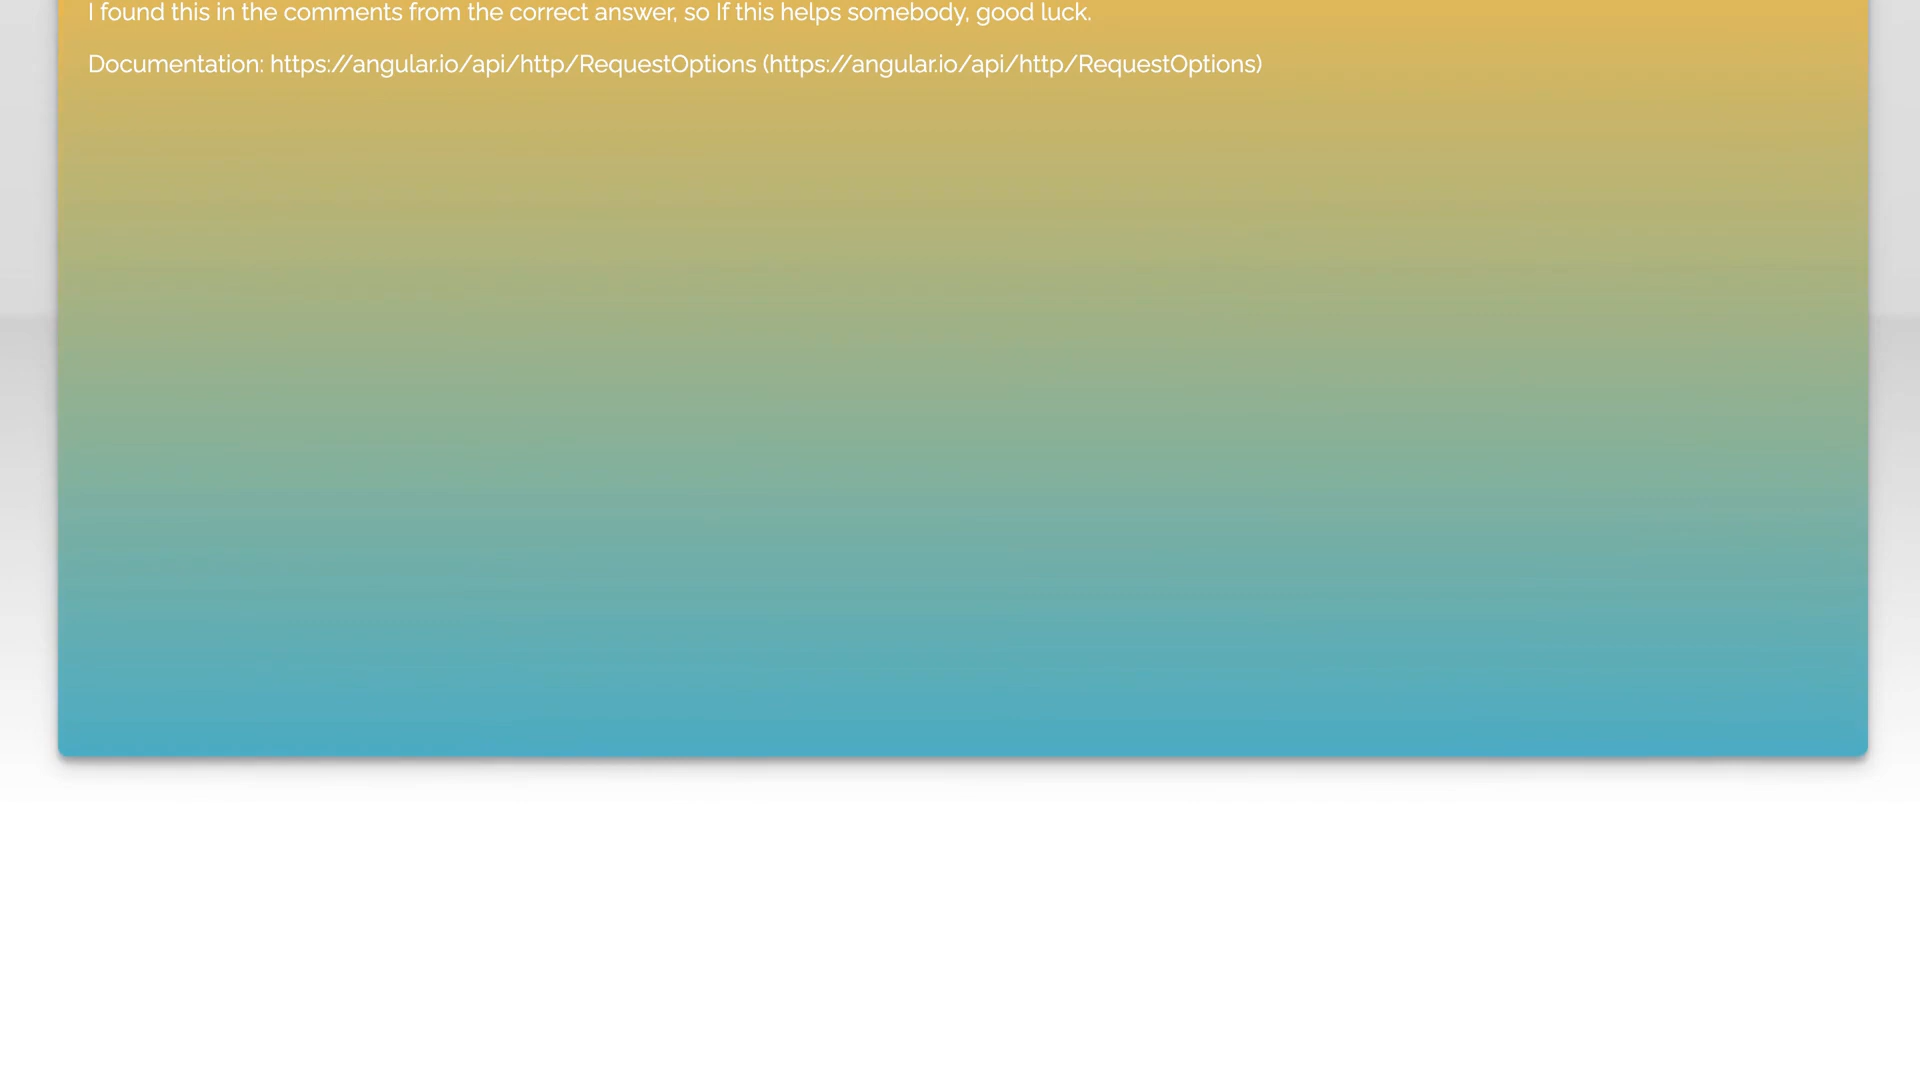 I found this in the comments from the correct answer, so If this helps somebody, good luck.
Documentation: https://angular.io/api/http/RequestOptions (https://angular.io/api/http/RequestOptions)